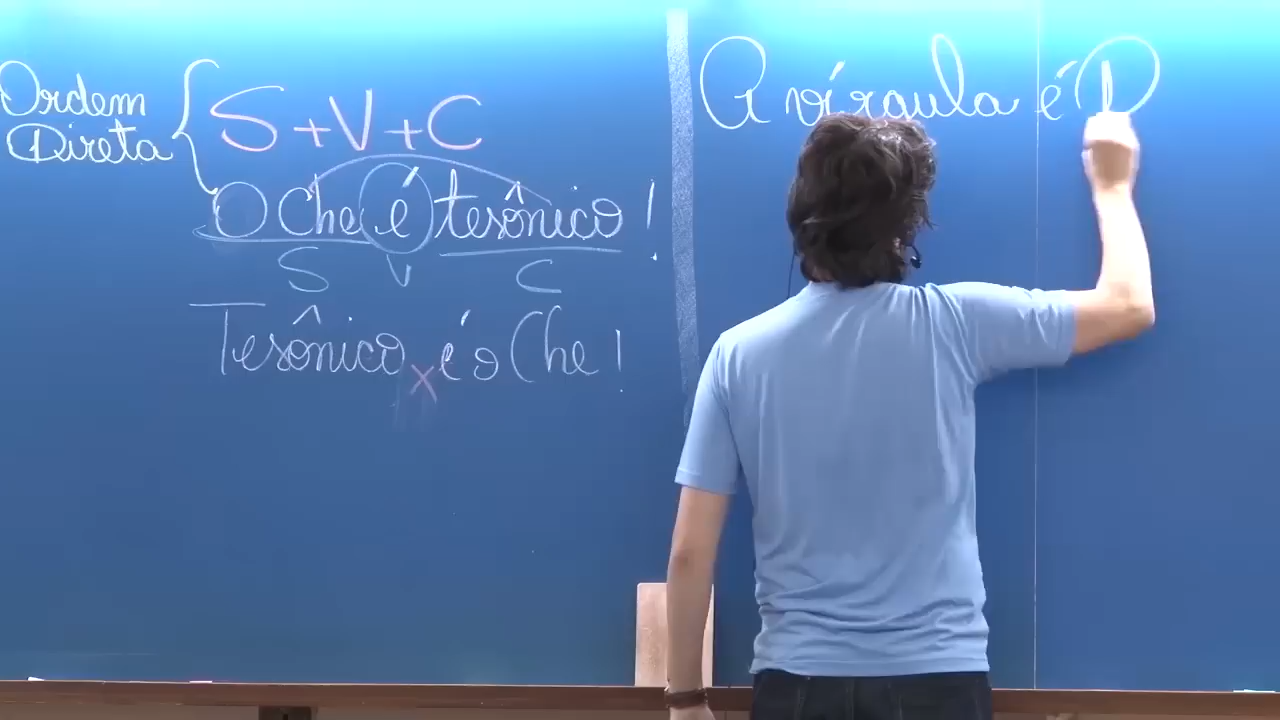 Ordem
Direta
S + V + C
O Che é tesônico!
S V C
Tesônico x é o Che!
A vírgula é